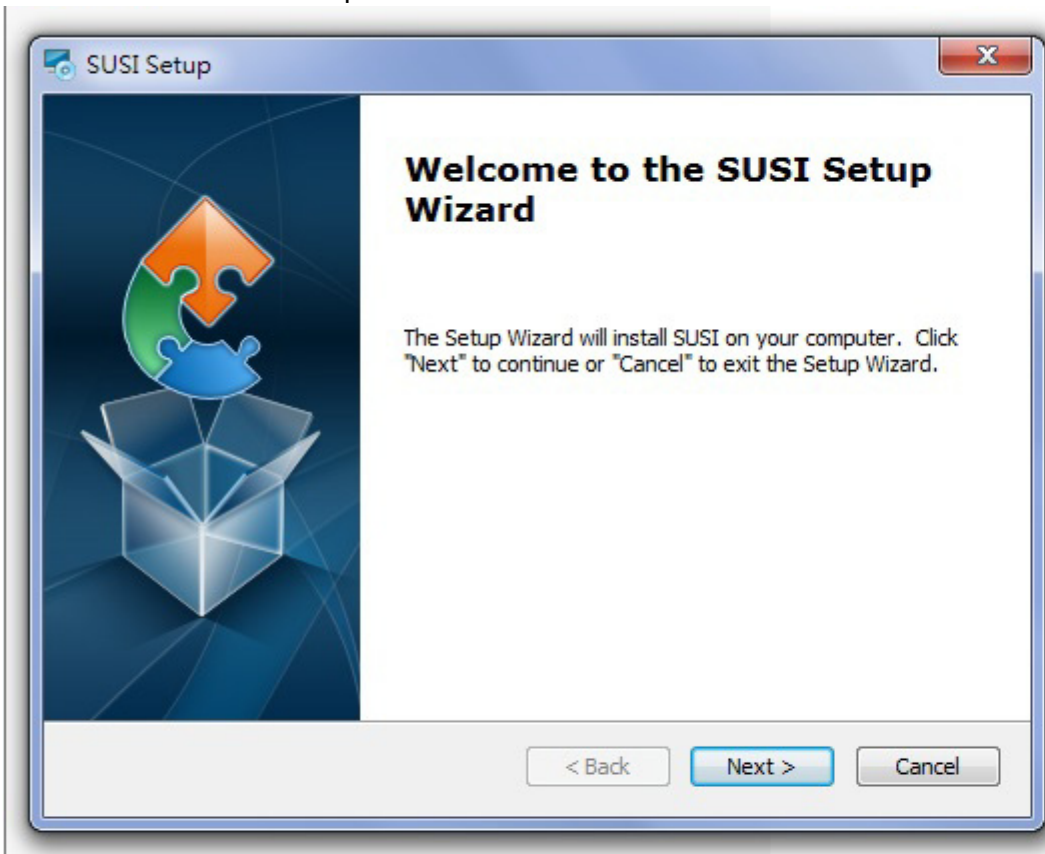 SUSI Setup
Welcome to the SUSI Setup
Wizard
The Setup Wizard will install SUSI on your computer. Click
"Next" to continue or "Cancel" to exit the Setup Wizard.
< Back
Next >
Cancel